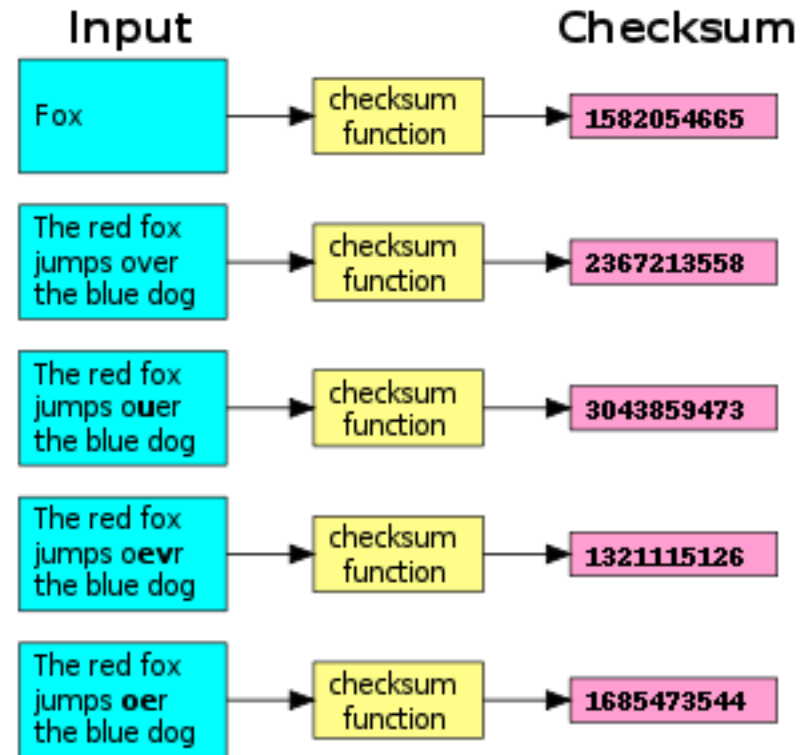 Input
Checksum
Fox
checksum
function
1582054665
The red fox
jumps over
the blue dog
checksum
function
2367213558
The red fox
jumps ouer
the blue dog
checksum
function
3043859473
The red fox
jumps oevr
the blue dog
checksum
function
1321115126
The red fox
jumps oer
the blue dog
checksum
function
1685473544